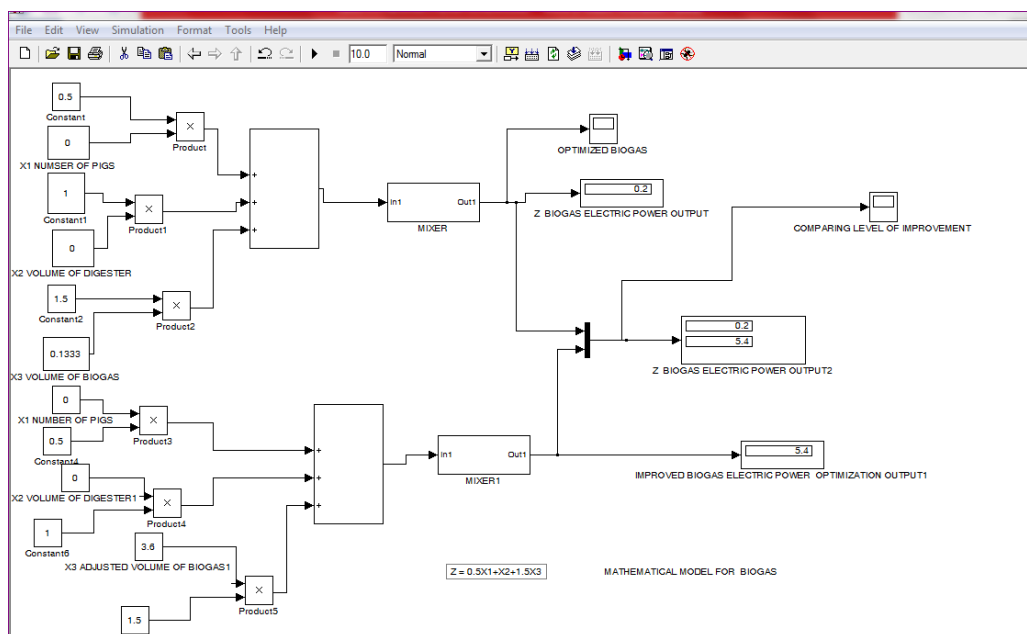 File Edit View Simulation Format Tools Help
10.0 Normal
0.5
Constant
×
Product
0
X1 NUMSER OF PIGS
1
Constant1
×
Product1
0
X2 VOLUME OF DIGESTER
1.5
Constant2
×
Product2
0.1333
X3 VOLUME OF BIOGAS
+
+
+
In1 Out1
MIXER
OPTIMIZED BIOGAS
0.2
Z BIOGAS ELECTRIC POWER OUTPUT
COMPARING LEVEL OF IMPROVEMENT
0.2
5.4
Z BIOGAS ELECTRIC POWER OUTPUT2
0
X1 NUMBER OF PIGS
×
Product3
0.5
Constant4
0
X2 VOLUME OF DIGESTER1
×
Product4
1
Constant6
3.6
X3 ADJUSTED VOLUME OF BIOGAS1
×
Product5
1.5
+
+
+
In1 Out1
MIXER1
5.4
IMPROVED BIOGAS ELECTRIC POWER OPTIMIZATION OUTPUT1
Z = 0.5X1+X2+1.5X3
MATHEMATICAL MODEL FOR BIOGAS